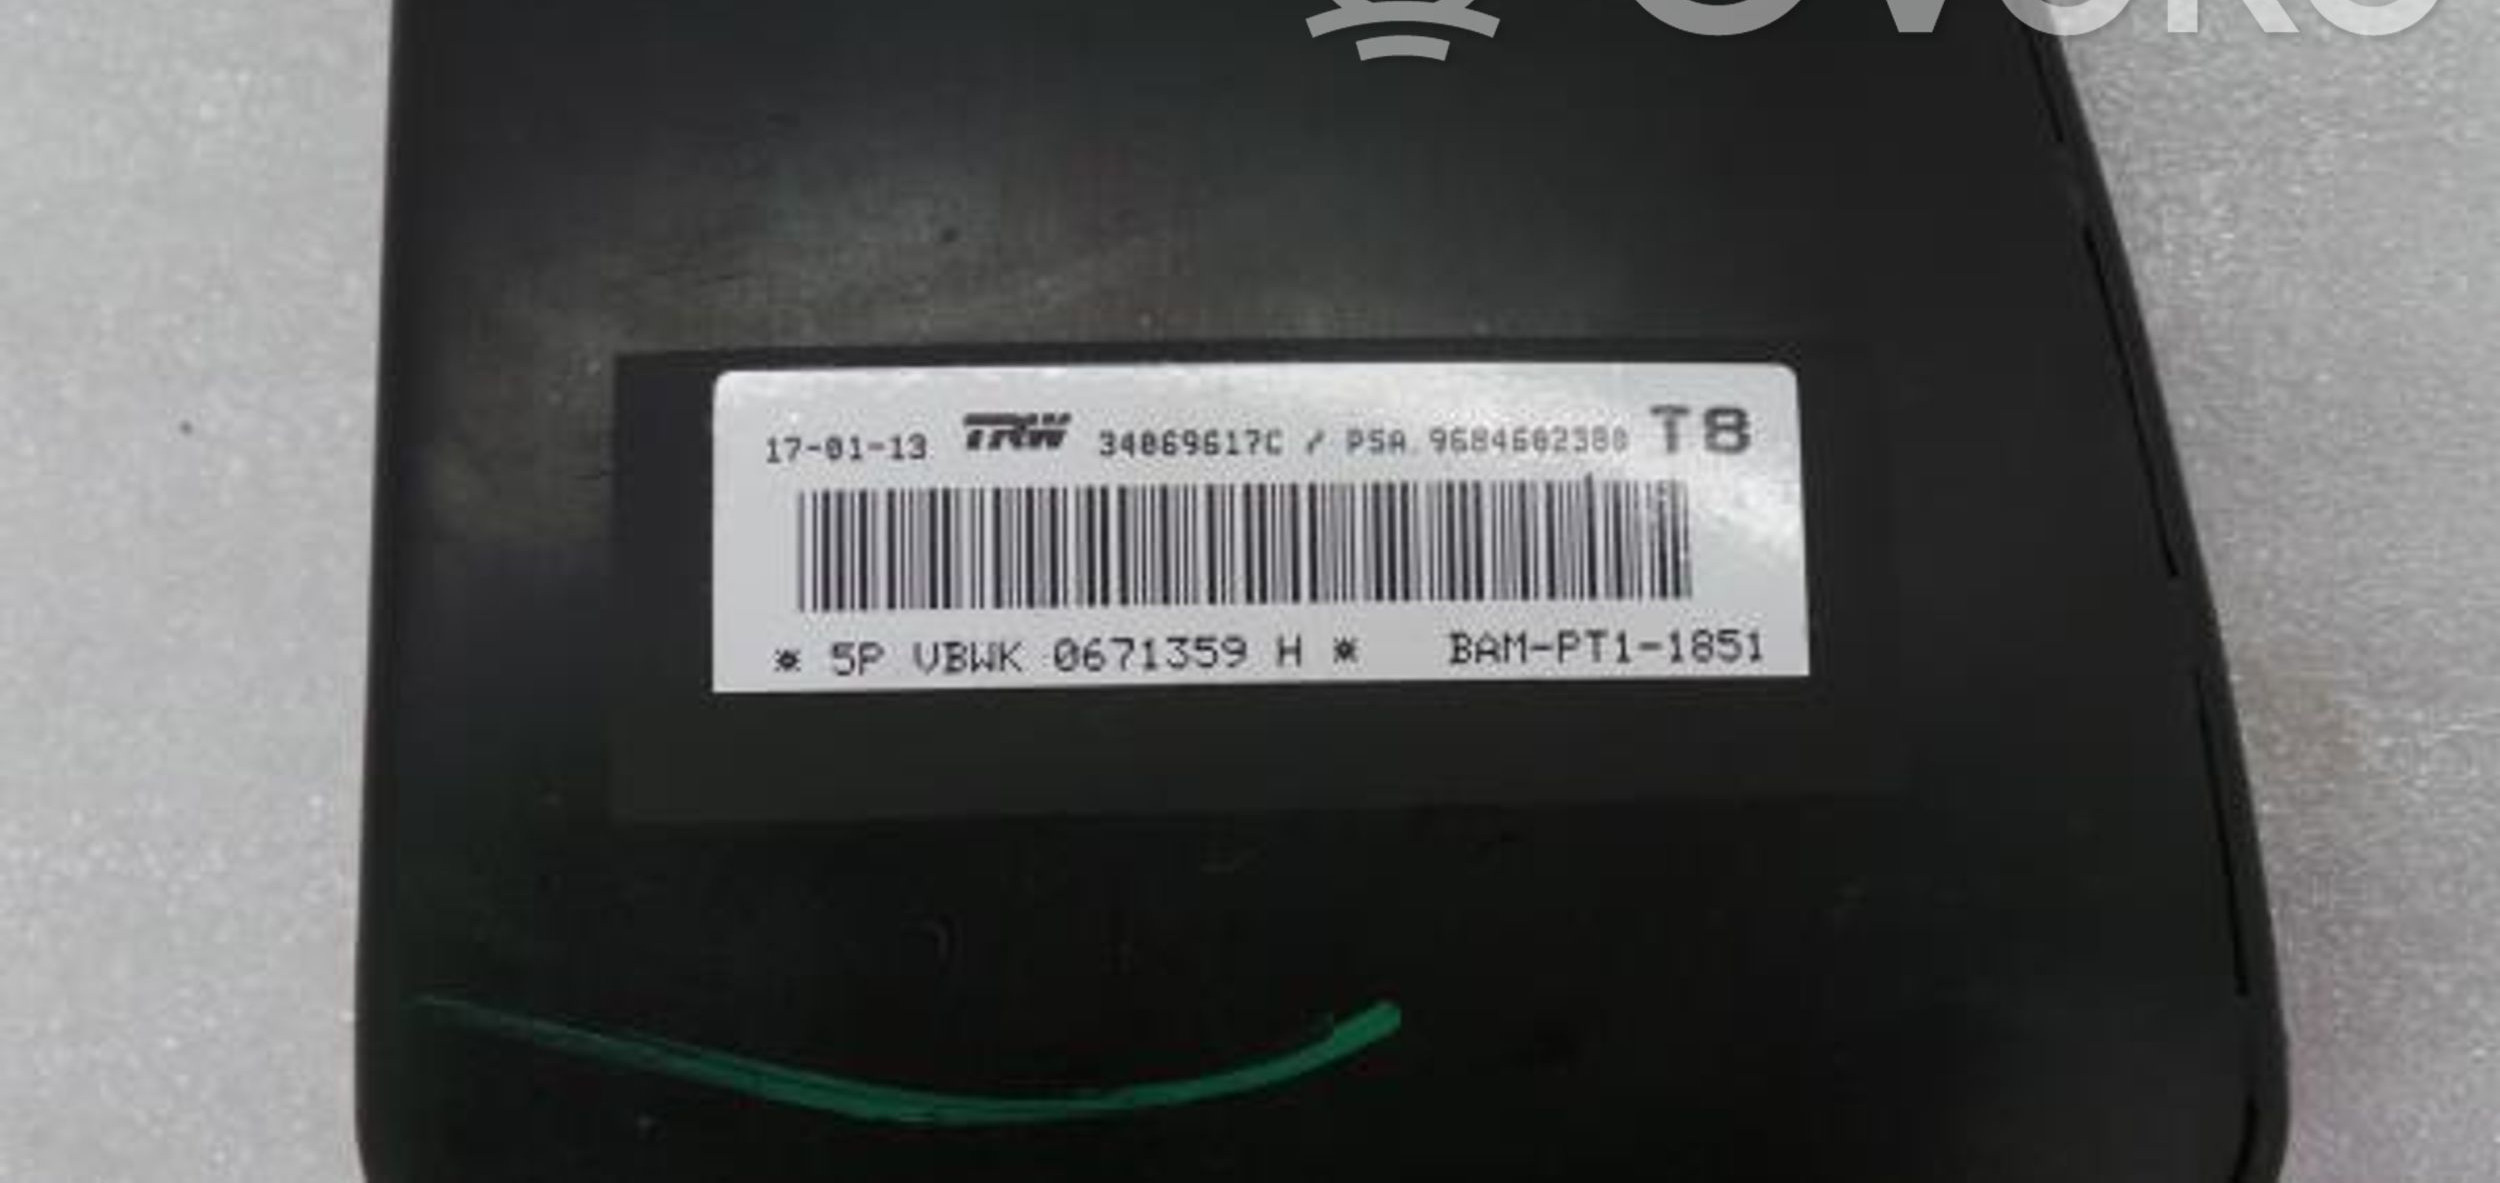 17-01-13 TRW 34069617C / PSA 9684602380 T8
* 5P VBWK 0671359 H * BAM-PT1-1851